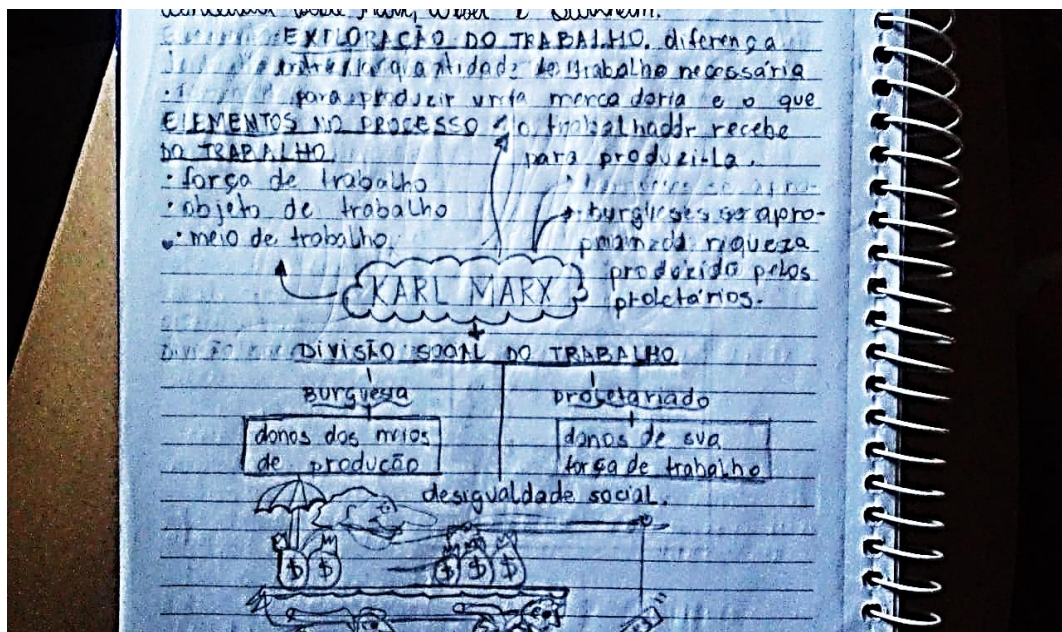 EXPLORAÇÃO DO TRABALHO. diferença
entre a quantidade de trabalho necessária
para produzir uma mercadoria e o que
ELEMENTOS NO PROCESSO
o trabalhador recebe
DO TRABALHO
para produzi-la.
· força de trabalho
· objeto de trabalho
burgueses se apro-
· meio de trabalho.
priam da riqueza
KARL MARX
produzida pelos
proletários.
DIVISÃO SOCIAL DO TRABALHO
burguesia
proletariado
donos dos meios
donos de sua
de produção
força de trabalho
desigualdade social.
$ $
$ $ $